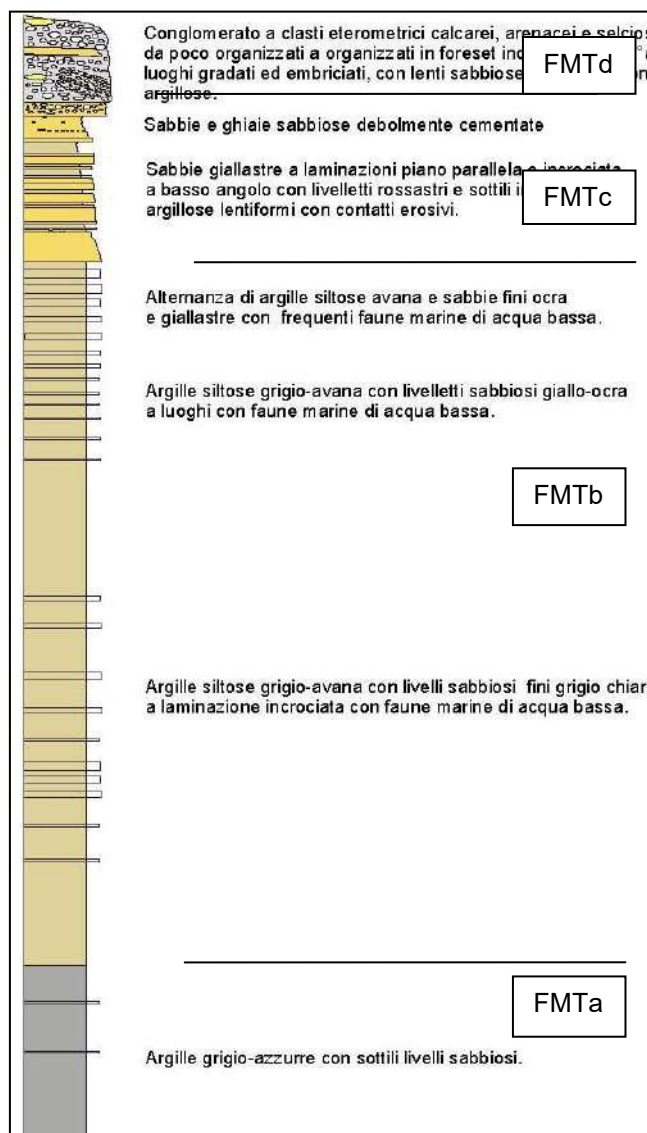 Conglomerato a clasti eterometrici calcarei, arenacei e
da poco organizzati a organizzati in foreset
luoghi gradati ed embriciati, con lenti sabbiose
argillose.
FMTd
Sabbie e ghiaie sabbiose debolmente cementate
Sabbie giallastre a laminazioni piano parallela e incrociata
a basso angolo con livelletti rossastri e sottili
argillose lentiformi con contatti erosivi.
FMTc
Alternanza di argille siltose avana e sabbie fini ocra
e giallastre con frequenti faune marine di acqua bassa.
Argille siltose grigio-avana con livelletti sabbiosi giallo-ocra
a luoghi con faune marine di acqua bassa.
FMTb
Argille siltose grigio-avana con livelli sabbiosi fini grigio chiar
a laminazione incrociata con faune marine di acqua bassa.
FMTa
Argille grigio-azzurre con sottili livelli sabbiosi.